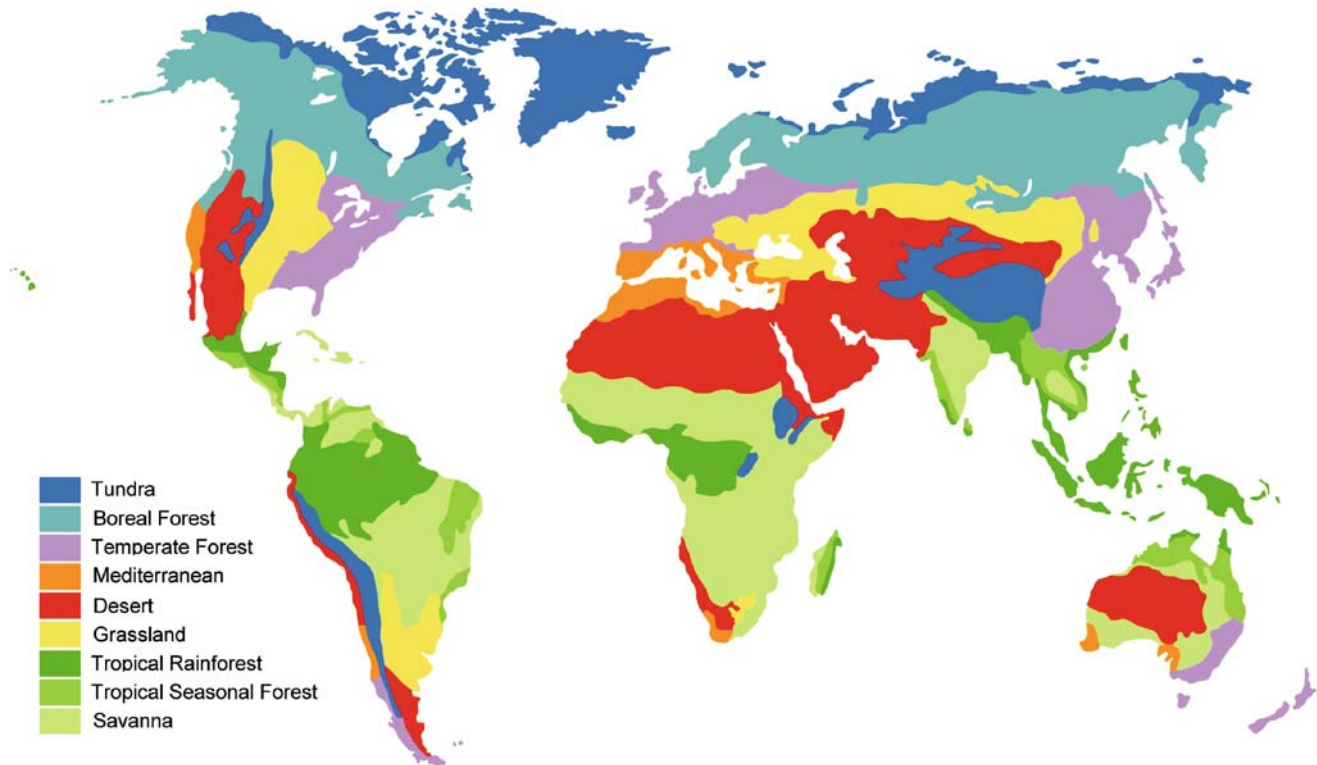 Tundra
Boreal Forest
Temperate Forest
Mediterranean
Desert
Grassland
Tropical Rainforest
Tropical Seasonal Forest
Savanna